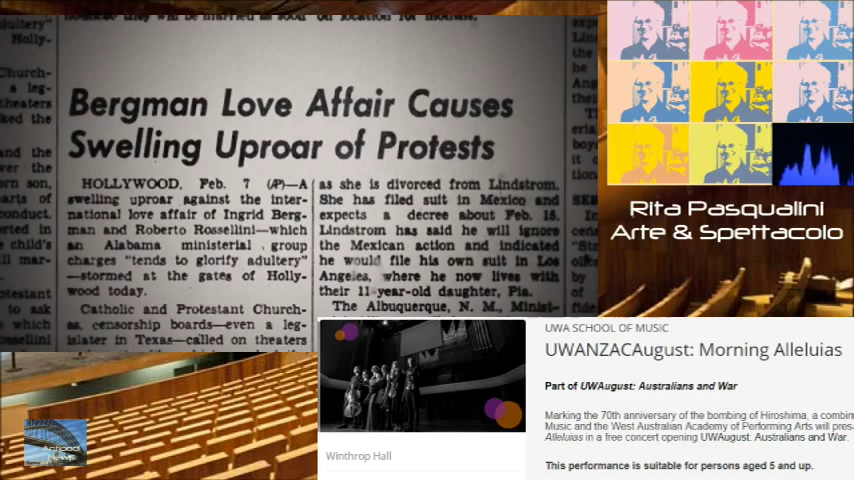 Bergman Love Affair Causes
Swelling Uproar of Protests
HOLLYWOOD, Feb. 7 (AP)—A
swelling uproar against the inter-
national love affair of Ingrid Berg-
man and Roberto Rossellini—which
an Alabama ministerial group
charges "tends to glorify adultery"
—stormed at the gates of Holly-
wood today.
Catholic and Protestant Church-
as, censorship boards—even a leg-
islater in Texas—called on theaters
as she is divorced from Lindstrom.
She has filed suit in Mexico and
expects a decree about Feb. 15.
Lindstrom has said he will ignore
the Mexican action and indicated
he would file his own suit in Los
Angeles, where he now lives with
their 11-year-old daughter, Pia.
The Albuquerque, N. M., Minist-
Rita Pasqualini
Arte & Spettacolo
UWA SCHOOL OF MUSIC
UWANZACAugust: Morning Alleluias
Part of UWAugust: Australians and War
Marking the 70th anniversary of the bombing of Hiroshima, a combin
Music and the West Australian Academy of Performing Arts will pres
Alleluias in a free concert opening UWAugust: Australians and War.
This performance is suitable for persons aged 5 and up.
Winthrop Hall